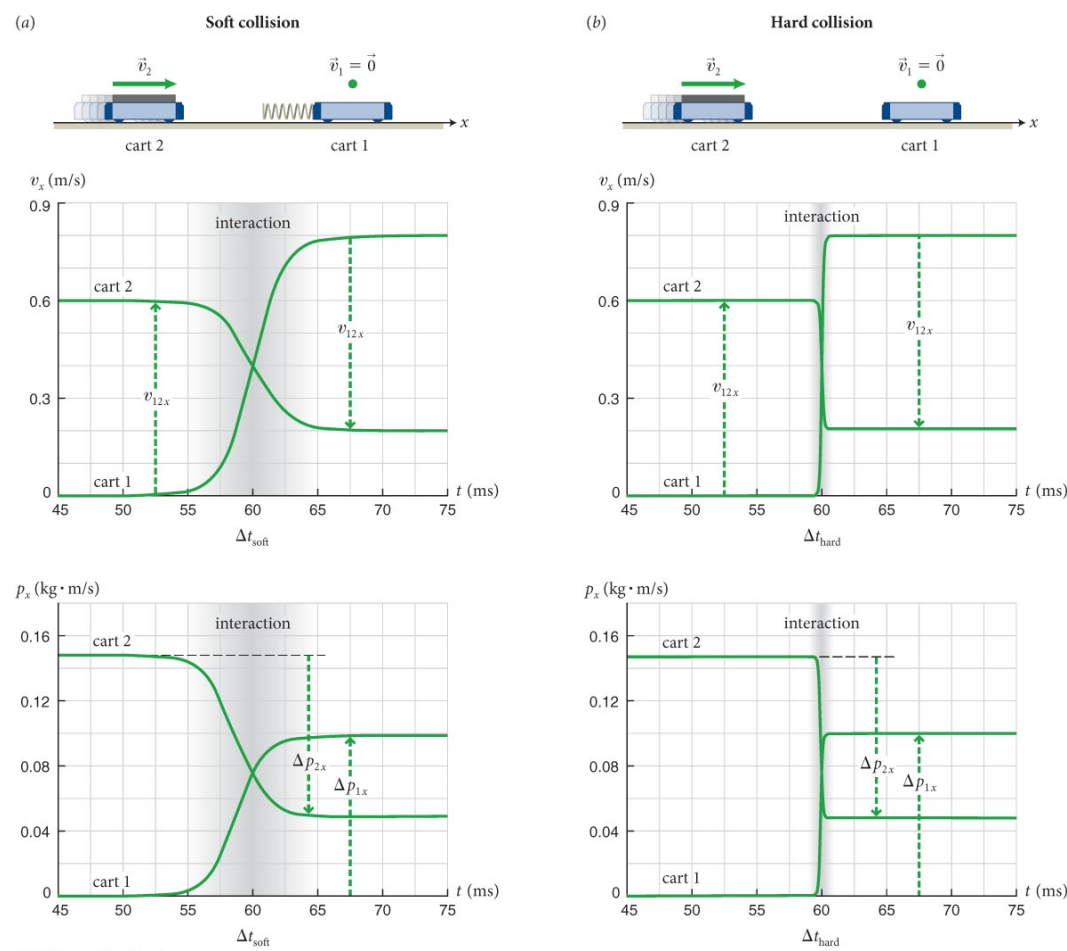 (a) Soft collision
v⃗₂ v⃗₁ = 0⃗
x
cart 2 cart 1
vₓ (m/s)
0.9
interaction
cart 2
0.6
v₁₂ₓ
v₁₂ₓ
0.3
cart 1
0
t (ms)
45 50 55 60 65 70 75
Δt_soft
pₓ (kg·m/s)
interaction
0.16
cart 2
0.12
0.08
Δp₂ₓ
Δp₁ₓ
0.04
cart 1
0
t (ms)
45 50 55 60 65 70 75
Δt_soft
(b) Hard collision
v⃗₂ v⃗₁ = 0⃗
x
cart 2 cart 1
vₓ (m/s)
0.9
interaction
cart 2
0.6
v₁₂ₓ
v₁₂ₓ
0.3
cart 1
0
t (ms)
45 50 55 60 65 70 75
Δt_hard
pₓ (kg·m/s)
interaction
0.16
cart 2
0.12
Δp₂ₓ
0.08
Δp₁ₓ
0.04
cart 1
0
t (ms)
45 50 55 60 65 70 75
Δt_hard